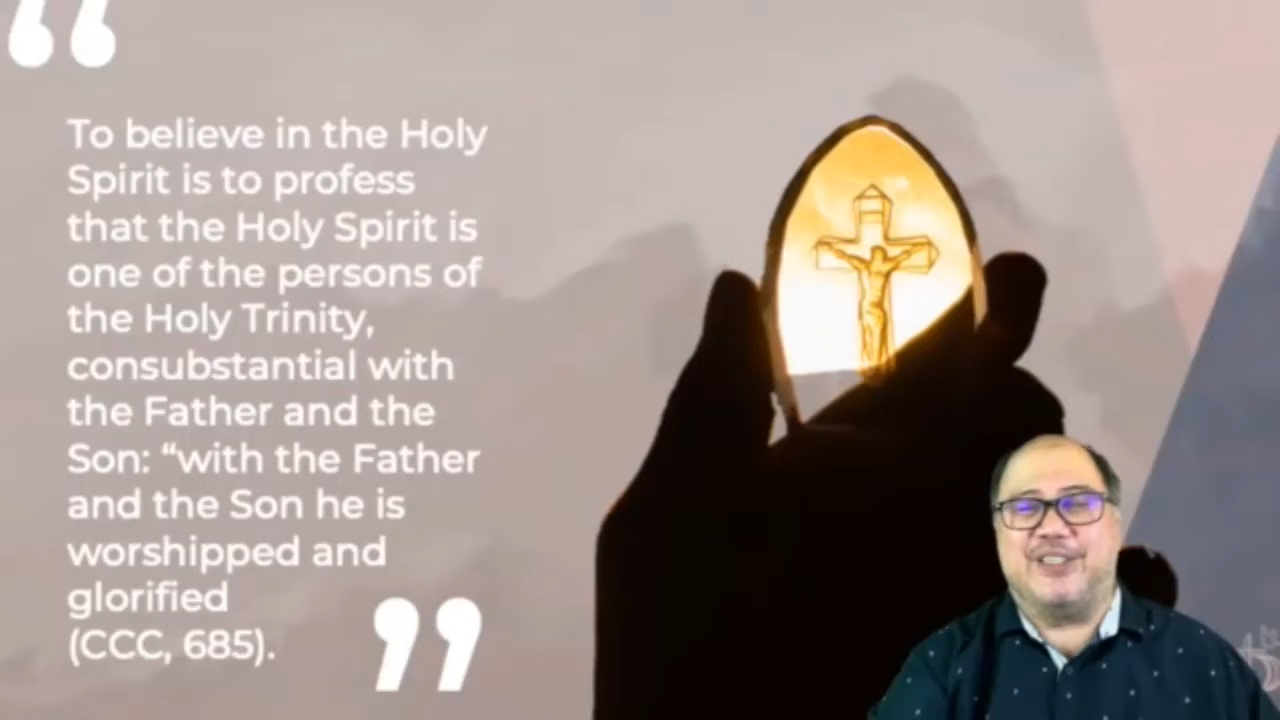 “
To believe in the Holy
Spirit is to profess
that the Holy Spirit is
one of the persons of
the Holy Trinity,
consubstantial with
the Father and the
Son: “with the Father
and the Son he is
worshipped and
glorified
(CCC, 685).
”